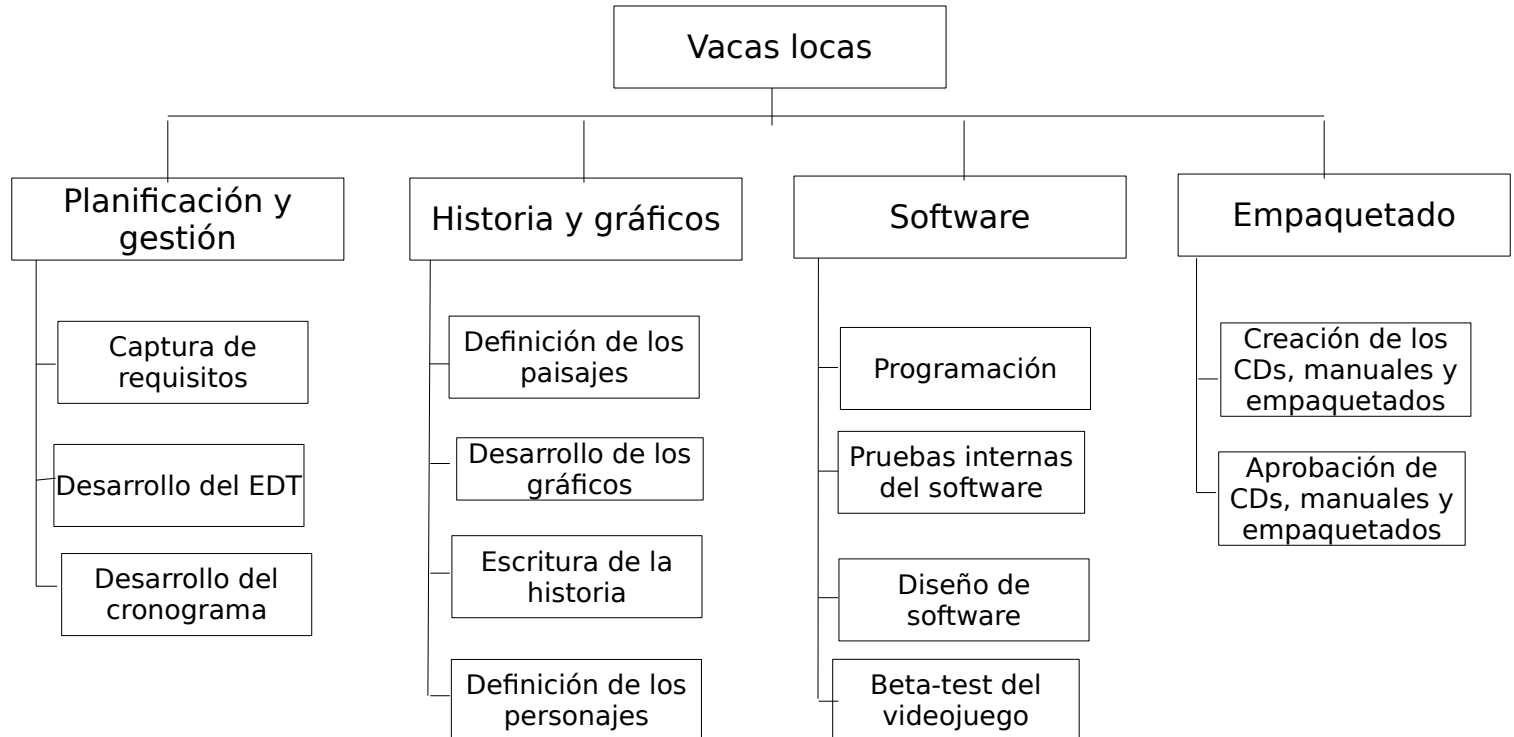 Vacas locas
Planificación y
gestión
Historia y gráficos
Software
Empaquetado
Captura de
requisitos
Desarrollo del EDT
Desarrollo del
cronograma
Definición de los
paisajes
Desarrollo de los
gráficos
Escritura de la
historia
Definición de los
personajes
Programación
Pruebas internas
del software
Diseño de
software
Beta-test del
videojuego
Creación de los
CDs, manuales y
empaquetados
Aprobación de
CDs, manuales y
empaquetados